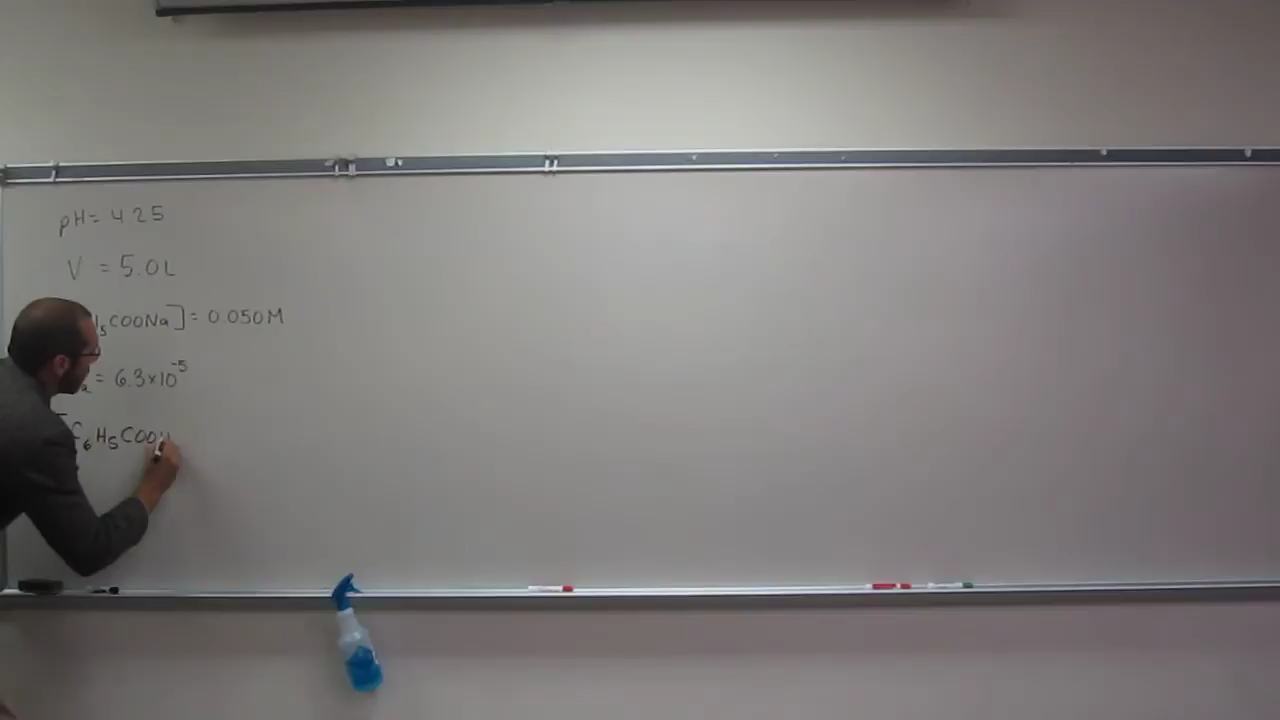 pH = 4.25
V = 5.0L
H5COONa] = 0.050M
a = 6.3×10^-5
[C6H5COO